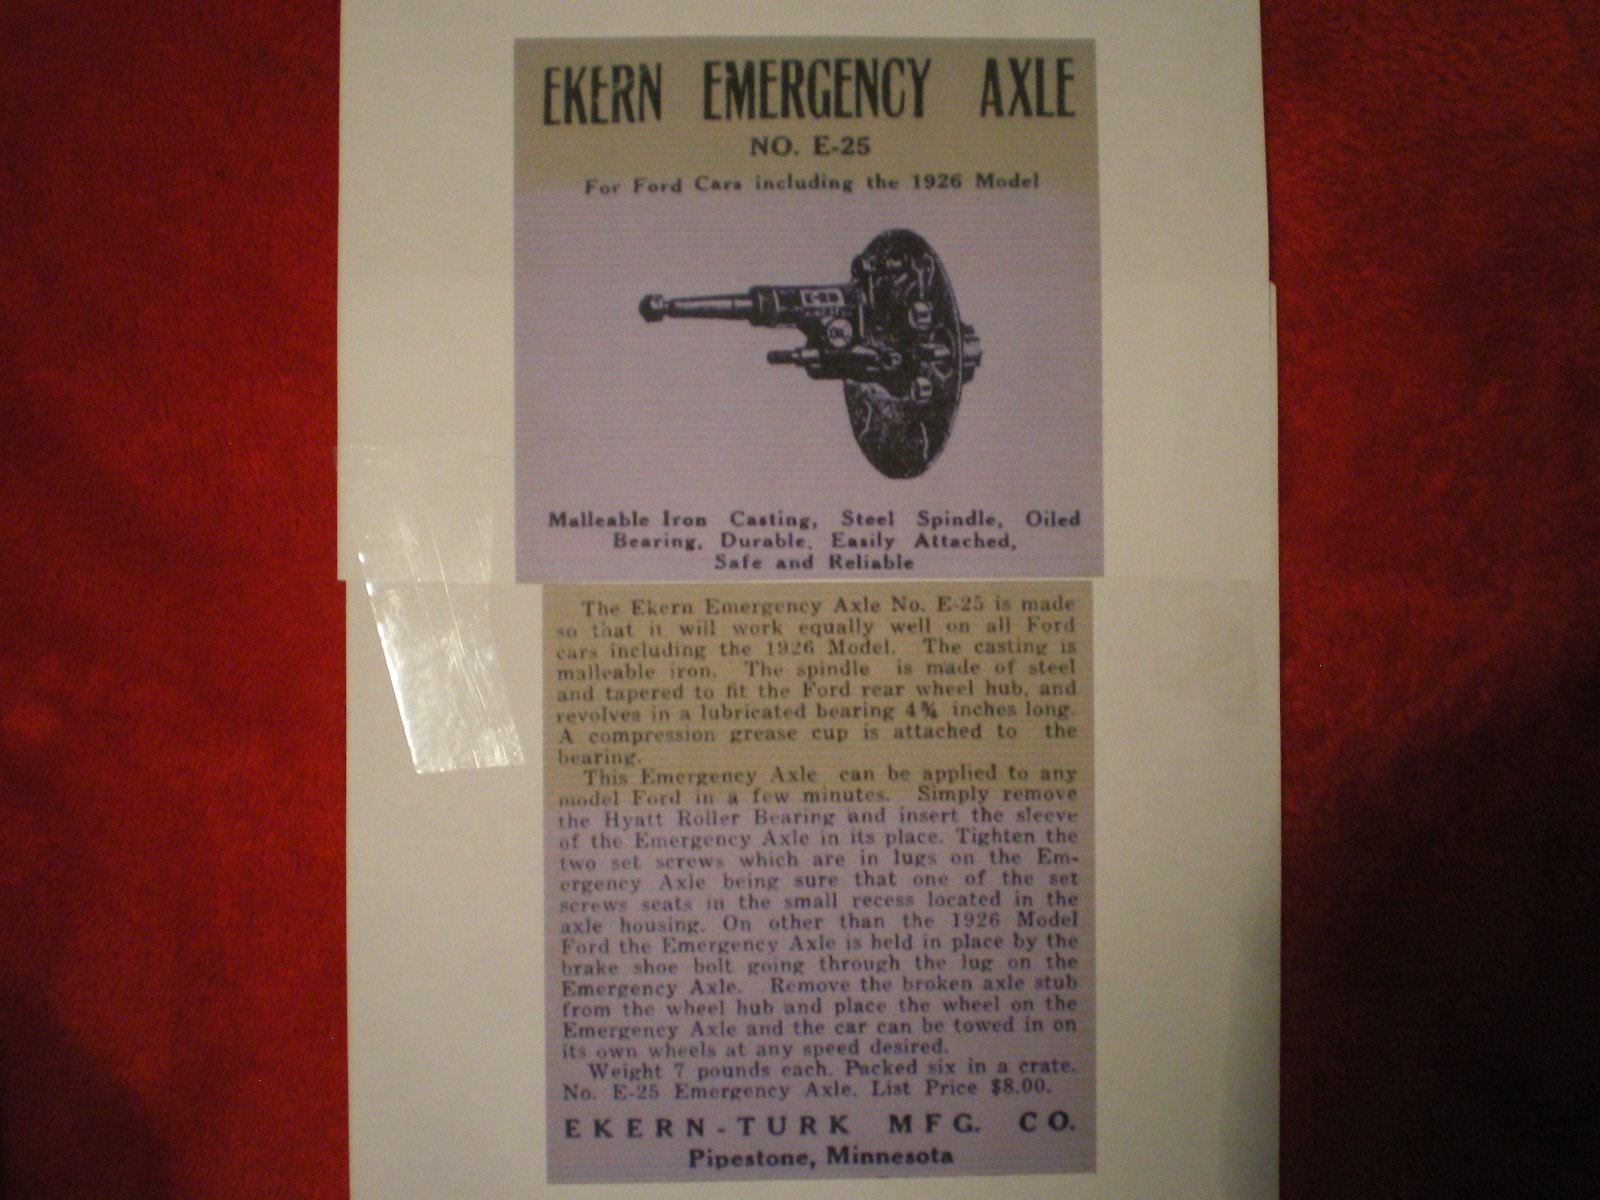 EKERN EMERGENCY AXLE
NO. E-25
For Ford Cars including the 1926 Model
E-25
OIL
Malleable Iron Casting, Steel Spindle, Oiled
Bearing, Durable, Easily Attached,
Safe and Reliable
The Ekern Emergency Axle No. E-25 is made
so that it will work equally well on all Ford
cars including the 1926 Model. The casting is
malleable iron. The spindle is made of steel
and tapered to fit the Ford rear wheel hub, and
revolves in a lubricated bearing 4¾ inches long.
A compression grease cup is attached to the
bearing.
This Emergency Axle can be applied to any
model Ford in a few minutes. Simply remove
the Hyatt Roller Bearing and insert the sleeve
of the Emergency Axle in its place. Tighten the
two set screws which are in lugs on the Em-
ergency Axle being sure that one of the set
screws seats in the small recess located in the
axle housing. On other than the 1926 Model
Ford the Emergency Axle is held in place by the
brake shoe bolt going through the lug on the
Emergency Axle. Remove the broken axle stub
from the wheel hub and place the wheel on the
Emergency Axle and the car can be towed in on
its own wheels at any speed desired.
Weight 7 pounds each. Packed six in a crate.
No. E-25 Emergency Axle. List Price $8.00.
EKERN-TURK MFG. CO.
Pipestone, Minnesota